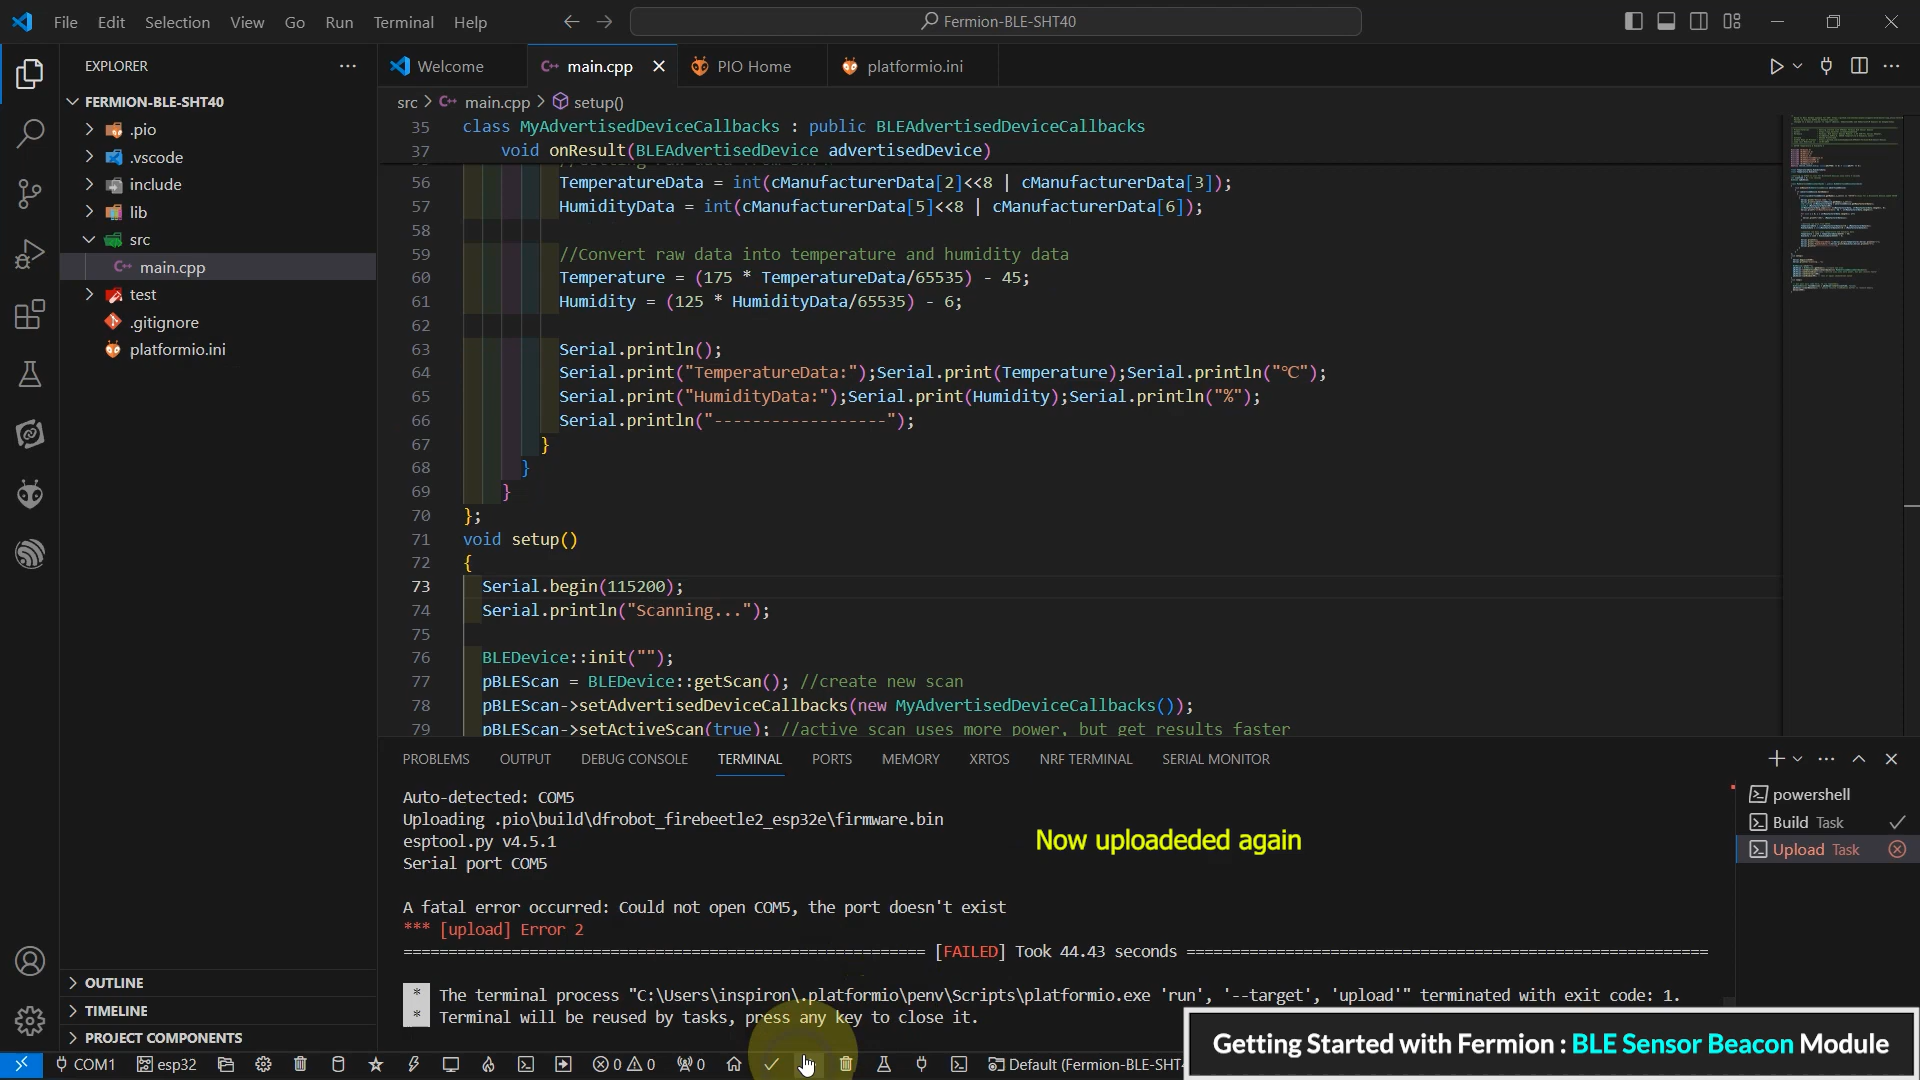 File Edit Selection View Go Run Terminal Help
Fermion-BLE-SHT40
EXPLORER
Welcome
main.cpp
PIO Home
platformio.ini
FERMION-BLE-SHT40
.pio
.vscode
include
lib
src
main.cpp
test
.gitignore
platformio.ini
OUTLINE
TIMELINE
PROJECT COMPONENTS
src > main.cpp > setup()
35 class MyAdvertisedDeviceCallbacks : public BLEAdvertisedDeviceCallbacks
37 void onResult(BLEAdvertisedDevice advertisedDevice)
56 TemperatureData = int(cManufacturerData[2]<<8 | cManufacturerData[3]);
57 HumidityData = int(cManufacturerData[5]<<8 | cManufacturerData[6]);
58
59 //Convert raw data into temperature and humidity data
60 Temperature = (175 * TemperatureData/65535) - 45;
61 Humidity = (125 * HumidityData/65535) - 6;
62
63 Serial.println();
64 Serial.print("TemperatureData:");Serial.print(Temperature);Serial.println("℃");
65 Serial.print("HumidityData:");Serial.print(Humidity);Serial.println("%");
66 Serial.println("------------------");
67 }
68 }
69 }
70 };
71 void setup()
72 {
73 Serial.begin(115200);
74 Serial.println("Scanning...");
75
76 BLEDevice::init("");
77 pBLEScan = BLEDevice::getScan(); //create new scan
78 pBLEScan->setAdvertisedDeviceCallbacks(new MyAdvertisedDeviceCallbacks());
79 pBLEScan->setActiveScan(true); //active scan uses more power, but get results faster
PROBLEMS OUTPUT DEBUG CONSOLE TERMINAL PORTS MEMORY XRTOS NRF TERMINAL SERIAL MONITOR
Auto-detected: COM5
Uploading .pio\build\dfrobot_firebeetle2_esp32e\firmware.bin
esptool.py v4.5.1
Serial port COM5
Now uploadeded again
A fatal error occurred: Could not open COM5, the port doesn't exist
*** [upload] Error 2
====================================================== [FAILED] Took 44.43 seconds ======================================================
* The terminal process "C:\Users\inspiron\.platformio\penv\Scripts\platformio.exe 'run', '--target', 'upload'" terminated with exit code: 1.
* Terminal will be reused by tasks, press any key to close it.
powershell
Build Task
Upload Task
COM1 esp32 0 0 0 Default (Fermion-BLE-SHT4
Getting Started with Fermion : BLE Sensor Beacon Module